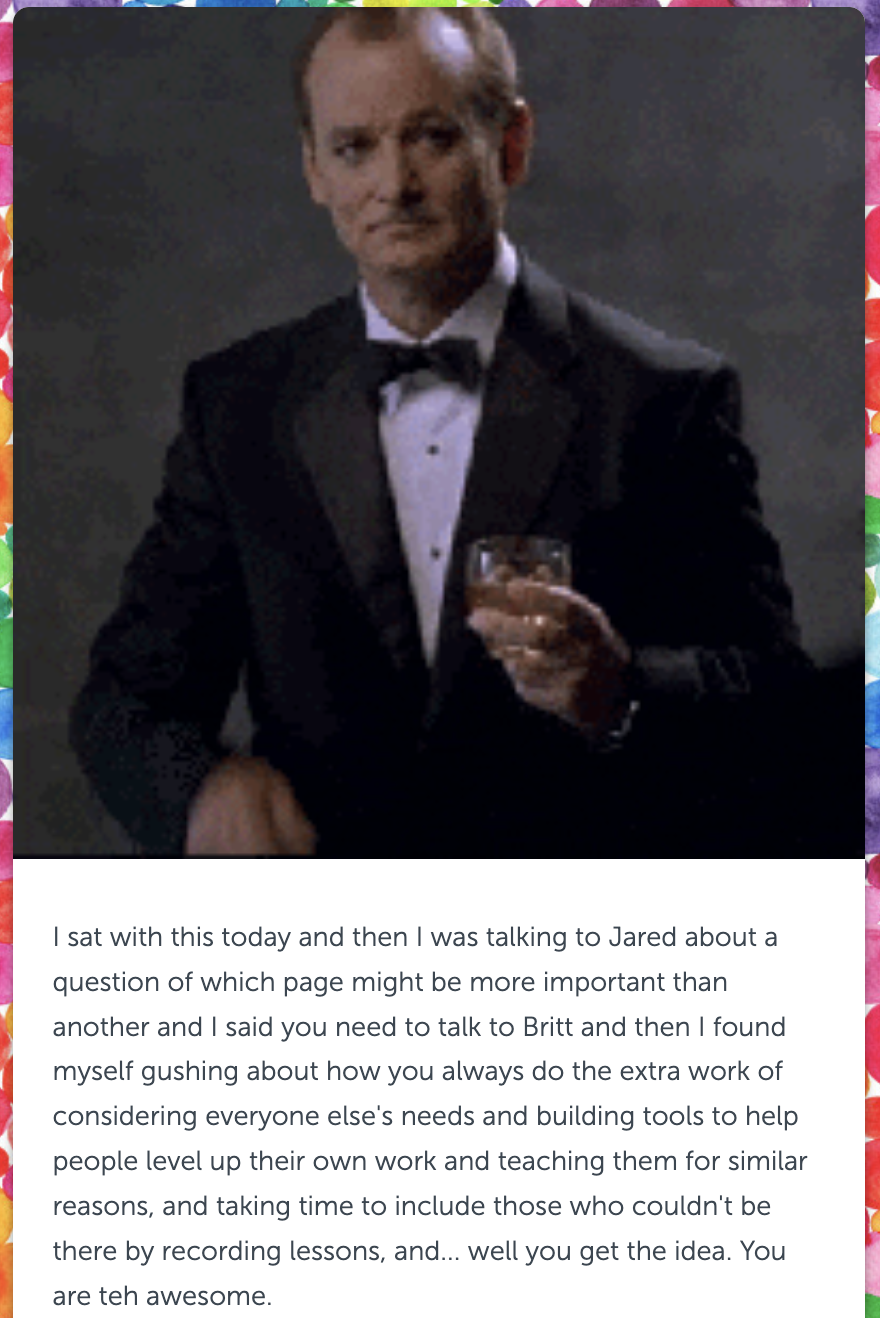 I sat with this today and then I was talking to Jared about a
question of which page might be more important than
another and I said you need to talk to Britt and then I found
myself gushing about how you always do the extra work of
considering everyone else's needs and building tools to help
people level up their own work and teaching them for similar
reasons, and taking time to include those who couldn't be
there by recording lessons, and... well you get the idea. You
are teh awesome.